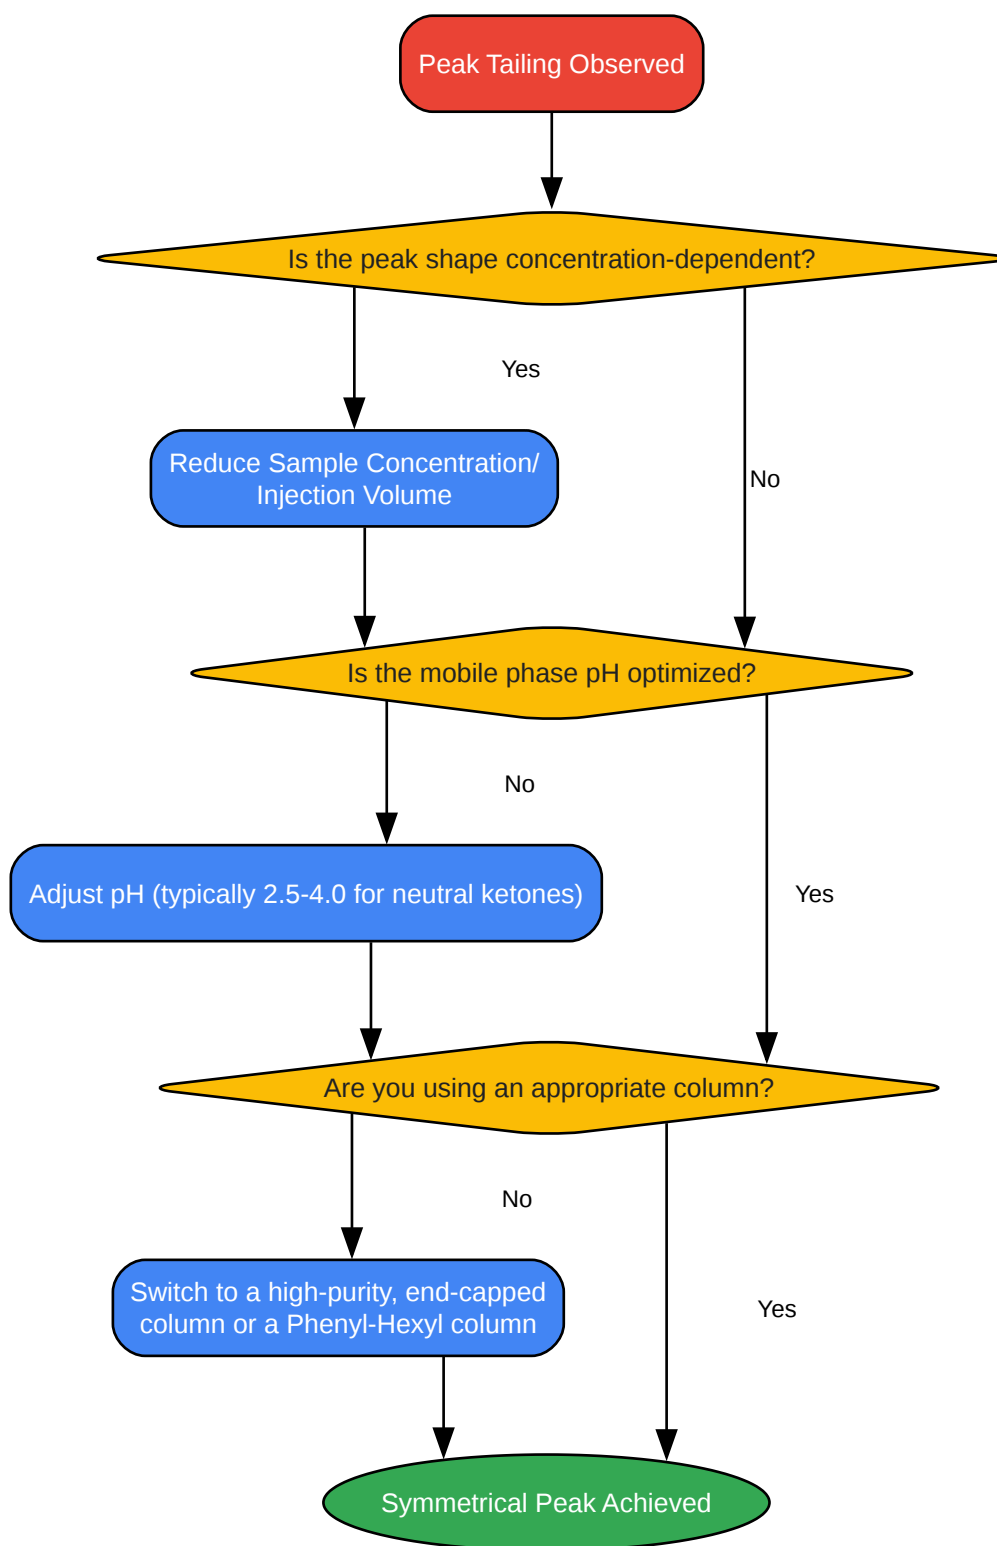 Peak Tailing Observed
Is the peak shape concentration-dependent?
Yes
Reduce Sample Concentration/
Injection Volume
No
Is the mobile phase pH optimized?
No
Adjust pH (typically 2.5-4.0 for neutral ketones)
Yes
Are you using an appropriate column?
No
Switch to a high-purity, end-capped
column or a Phenyl-Hexyl column
Yes
Symmetrical Peak Achieved